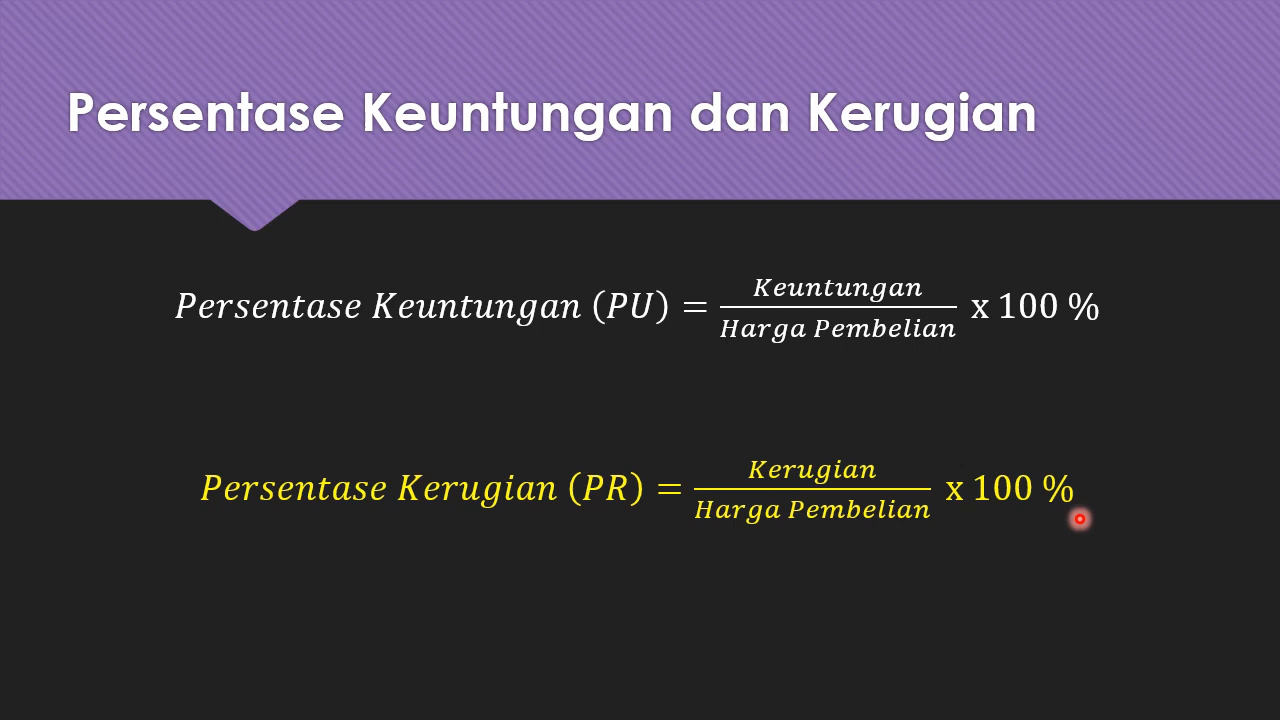 Persentase Keuntungan dan Kerugian
Persentase Keuntungan (PU) = Keuntungan / Harga Pembelian x 100 %
Persentase Kerugian (PR) = Kerugian / Harga Pembelian x 100 %